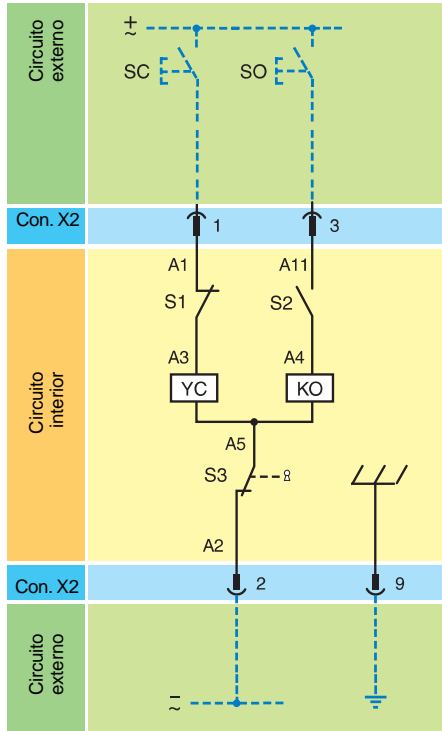 Circuito
externo
+
~
SC
SO
Con. X2
1
3
Circuito
interior
A1
A11
S1
S2
A3
A4
YC
KO
A5
S3
A2
Con. X2
2
9
Circuito
externo
–
~